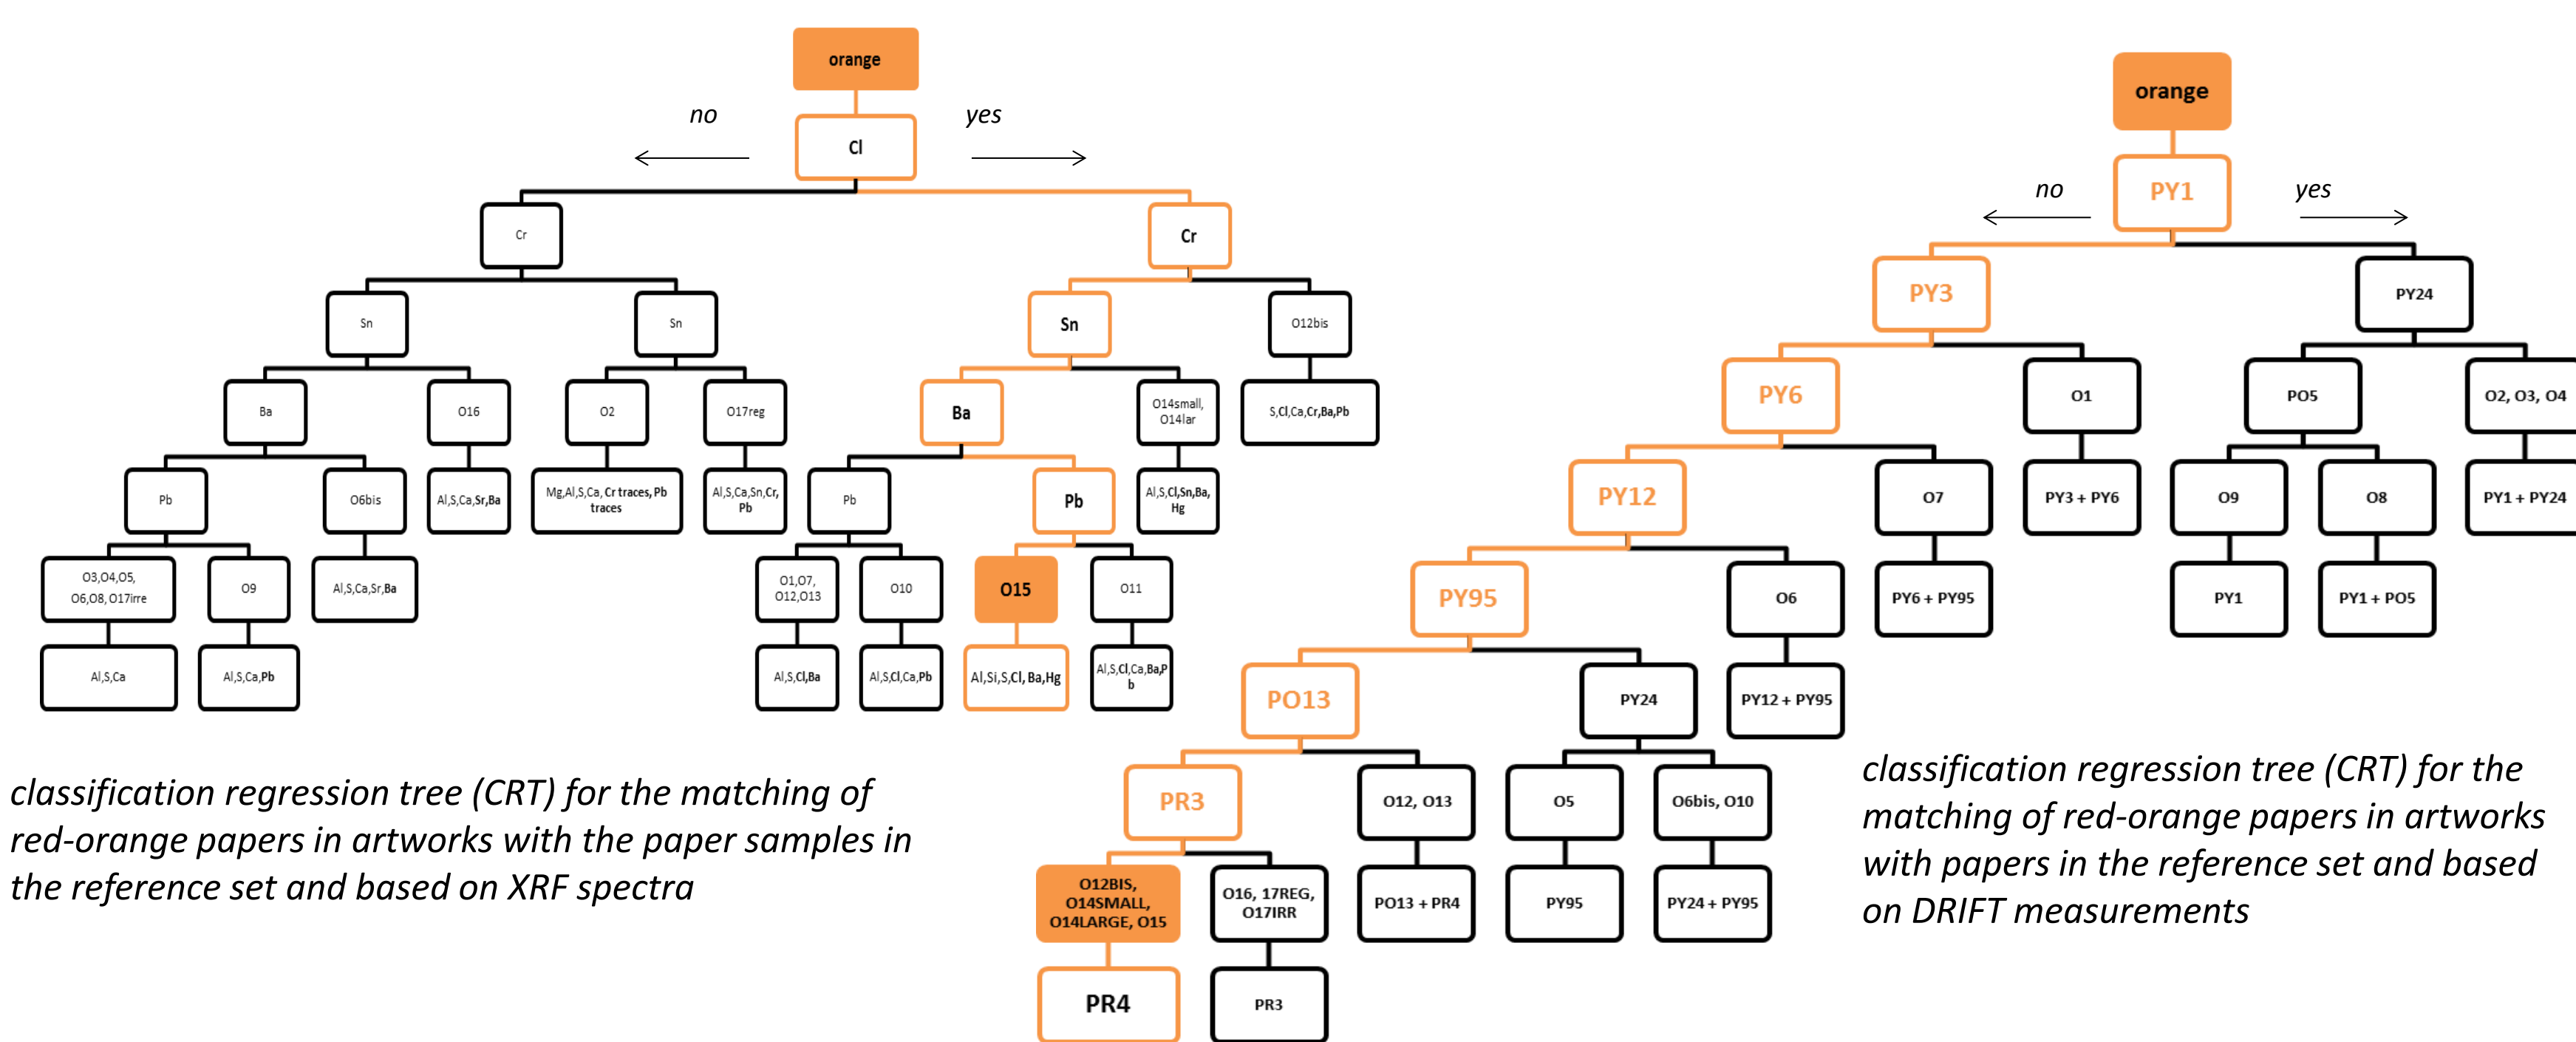 orange
no
yes
Cl
Cr
Cr
Sn
Sn
Sn
O12bis
Ba
O16
O2
O17reg
Ba
O14small,
O14lar
S,Cl,Ca,Cr,Ba,Pb
Pb
O6bis
Al,S,Ca,Sr,Ba
Mg,Al,S,Ca, Cr traces, Pb
traces
Al,S,Ca,Sn,Cr,
Pb
Pb
Pb
Al,S,Cl,Sn,Ba,
Hg
O3,O4,O5,
O6,O8, O17irre
O9
Al,S,Ca,Sr,Ba
O1,O7,
O12,O13
O10
O15
O11
Al,S,Ca
Al,S,Ca,Pb
Al,S,Cl,Ba
Al,S,Cl,Ca,Pb
Al,Si,S,Cl, Ba,Hg
Al,S,Cl,Ca,Ba,P
b
classification regression tree (CRT) for the matching of
red-orange papers in artworks with the paper samples in
the reference set and based on XRF spectra
orange
no
yes
PY1
PY3
PY24
PY6
O1
PO5
O2, O3, O4
PY12
O7
PY3 + PY6
O9
O8
PY1 + PY24
PY95
O6
PY6 + PY95
PY1
PY1 + PO5
PO13
PY24
PY12 + PY95
PR3
O12, O13
O5
O6bis, O10
O12BIS,
O14SMALL,
O14LARGE, O15
O16, 17REG,
O17IRR
PO13 + PR4
PY95
PY24 + PY95
PR4
PR3
classification regression tree (CRT) for the
matching of red-orange papers in artworks
with papers in the reference set and based
on DRIFT measurements